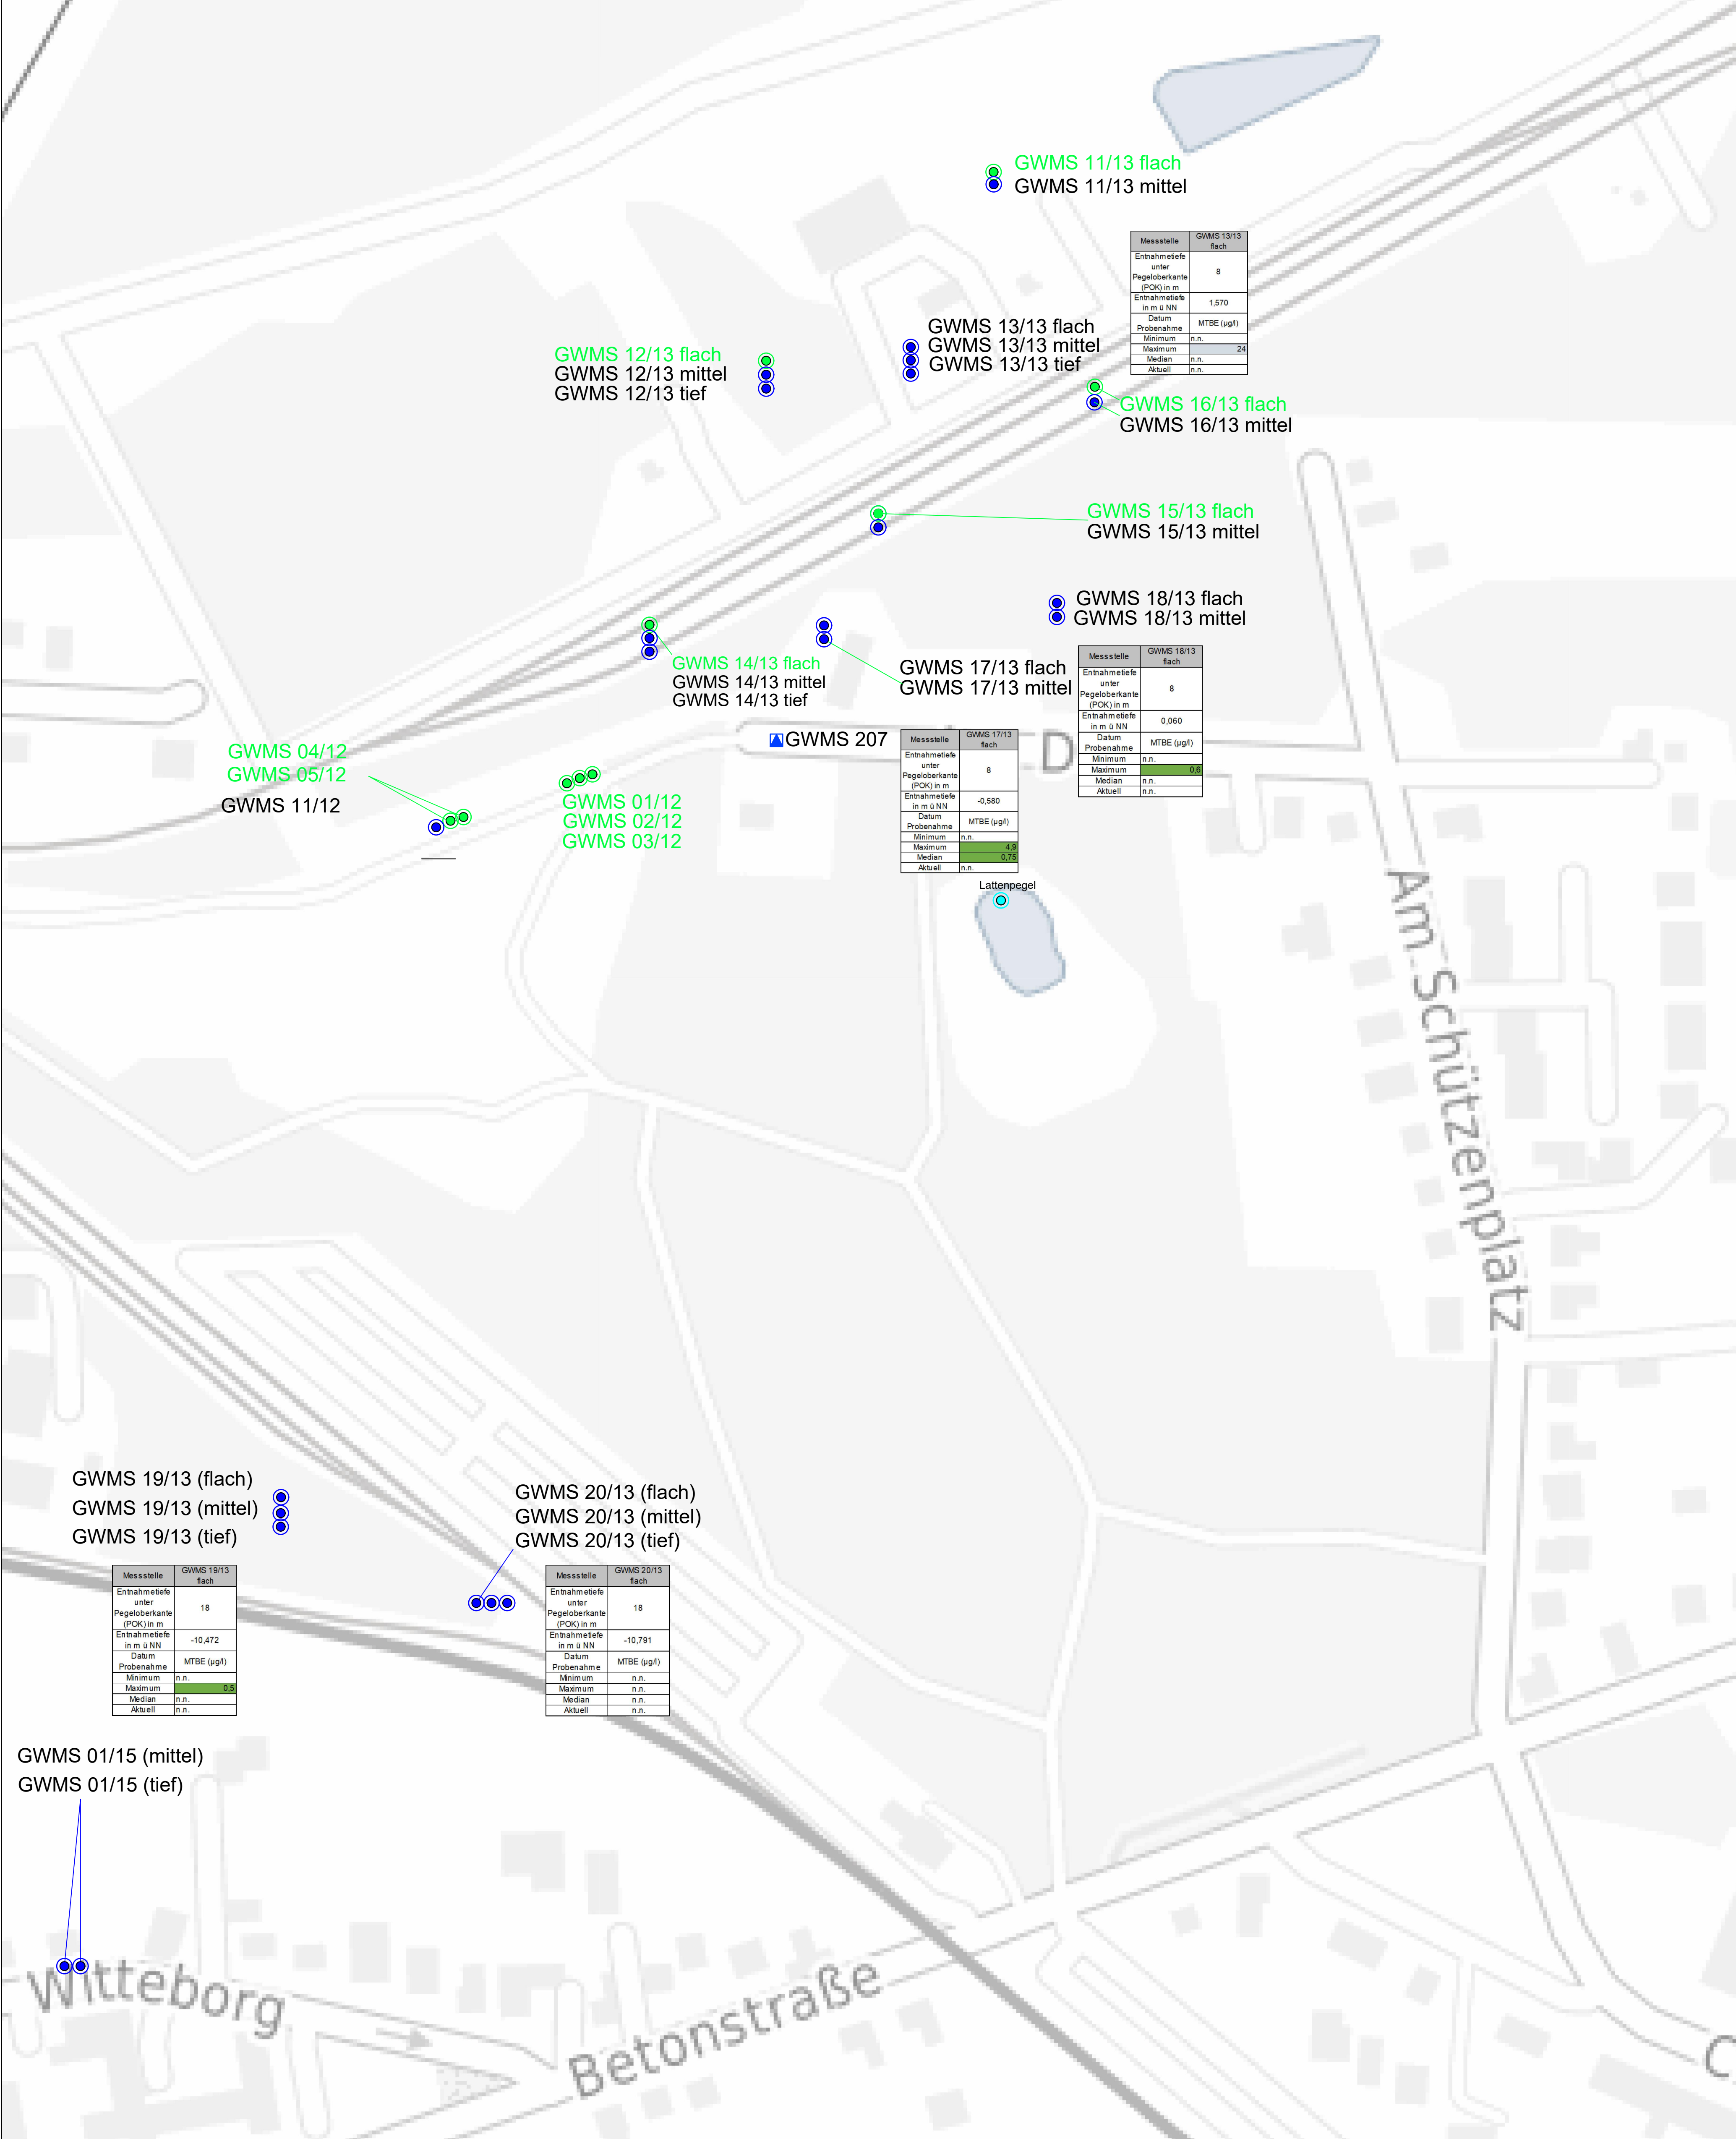 GWMS 11/13 flach
GWMS 11/13 mittel
Messstelle GWMS 13/13 flach
Entnahmetiefe unter Pegeloberkante (POK) in m 8
Entnahmetiefe in m ü NN 1,570
Datum Probenahme MTBE (µg/l)
Minimum n.n.
Maximum 24
Median n.n.
Aktuell n.n.
GWMS 13/13 flach
GWMS 13/13 mittel
GWMS 13/13 tief
GWMS 12/13 flach
GWMS 12/13 mittel
GWMS 12/13 tief
GWMS 16/13 flach
GWMS 16/13 mittel
GWMS 15/13 flach
GWMS 15/13 mittel
GWMS 18/13 flach
GWMS 18/13 mittel
GWMS 14/13 flach
GWMS 14/13 mittel
GWMS 14/13 tief
GWMS 17/13 flach
GWMS 17/13 mittel
Messstelle GWMS 18/13 flach
Entnahmetiefe unter Pegeloberkante (POK) in m 8
Entnahmetiefe in m ü NN 0,060
Datum Probenahme MTBE (µg/l)
Minimum n.n.
Maximum 0,6
Median n.n.
Aktuell n.n.
GWMS 207
D
Messstelle GWMS 17/13 flach
Entnahmetiefe unter Pegeloberkante (POK) in m 8
Entnahmetiefe in m ü NN -0,580
Datum Probenahme MTBE (µg/l)
Minimum n.n.
Maximum 4,9
Median 0,75
Aktuell n.n.
GWMS 04/12
GWMS 05/12
GWMS 11/12
GWMS 01/12
GWMS 02/12
GWMS 03/12
Lattenpegel
Am Schützenplatz
GWMS 19/13 (flach)
GWMS 19/13 (mittel)
GWMS 19/13 (tief)
GWMS 20/13 (flach)
GWMS 20/13 (mittel)
GWMS 20/13 (tief)
Messstelle GWMS 19/13 flach
Entnahmetiefe unter Pegeloberkante (POK) in m 18
Entnahmetiefe in m ü NN -10,472
Datum Probenahme MTBE (µg/l)
Minimum n.n.
Maximum 0,5
Median n.n.
Aktuell n.n.
Messstelle GWMS 20/13 flach
Entnahmetiefe unter Pegeloberkante (POK) in m 18
Entnahmetiefe in m ü NN -10,791
Datum Probenahme MTBE (µg/l)
Minimum n.n.
Maximum n.n.
Median n.n.
Aktuell n.n.
GWMS 01/15 (mittel)
GWMS 01/15 (tief)
Witteborg
Betonstraße
C